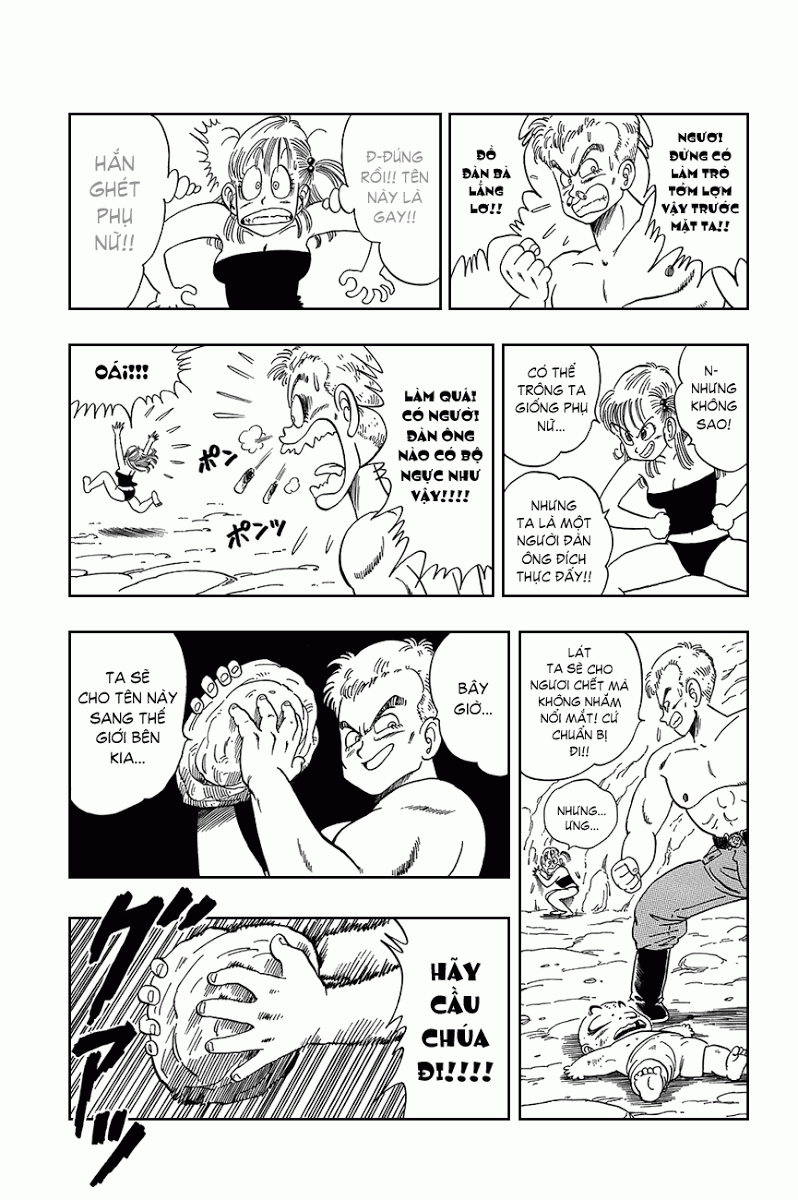 NGƯƠI
ĐỪNG CÓ
LÀM TRÒ
TỞM LỢM
VẬY TRƯỚC
MẶT TA!!
ĐỒ
ĐÀN BÀ
LẲNG
LƠ!!
Đ-ĐÚNG
RỒI!! TÊN
NÀY LÀ
GAY!!
HẮN
GHÉT
PHỤ
NỮ!!
N-
NHƯNG
KHÔNG
SAO!
CÓ THỂ
TRÔNG TA
GIỐNG PHỤ
NỮ...
NHƯNG
TA LÀ MỘT
NGƯỜI ĐÀN
ÔNG ĐÍCH
THỰC ĐẤY!!
LÀM QUÁI
CÓ NGƯỜI
ĐÀN ÔNG
NÀO CÓ BỘ
NGỰC NHƯ
VẬY!!!!
ポン
ポンッ
OÁI!!!
LÁT
TA SẼ CHO
NGƯƠI CHẾT MÀ
KHÔNG NHẮM
NỔI MẮT! CỨ
CHUẨN BỊ
ĐI!!
NHƯNG...
ƯNG...
BÂY
GIỜ...
TA SẼ
CHO TÊN NÀY
SANG THẾ
GIỚI BÊN
KIA...
HÃY
CẦU
CHÚA
ĐI!!!!
グアッ